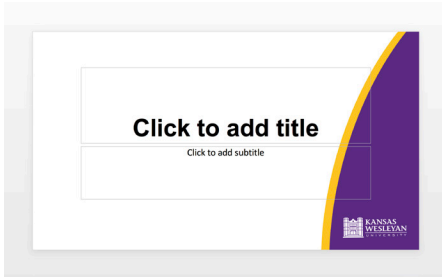 Click to add title
Click to add subtitle
KANSAS
WESLEYAN
UNIVERSITY